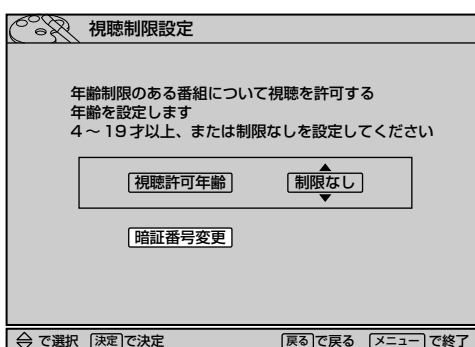 視聴制限設定
年齢制限のある番組について視聴を許可する
年齢を設定します
4～19才以上、または制限なしを設定してください
視聴許可年齢 制限なし
暗証番号変更
で選択 決定で決定 戻るで戻る メニューで終了